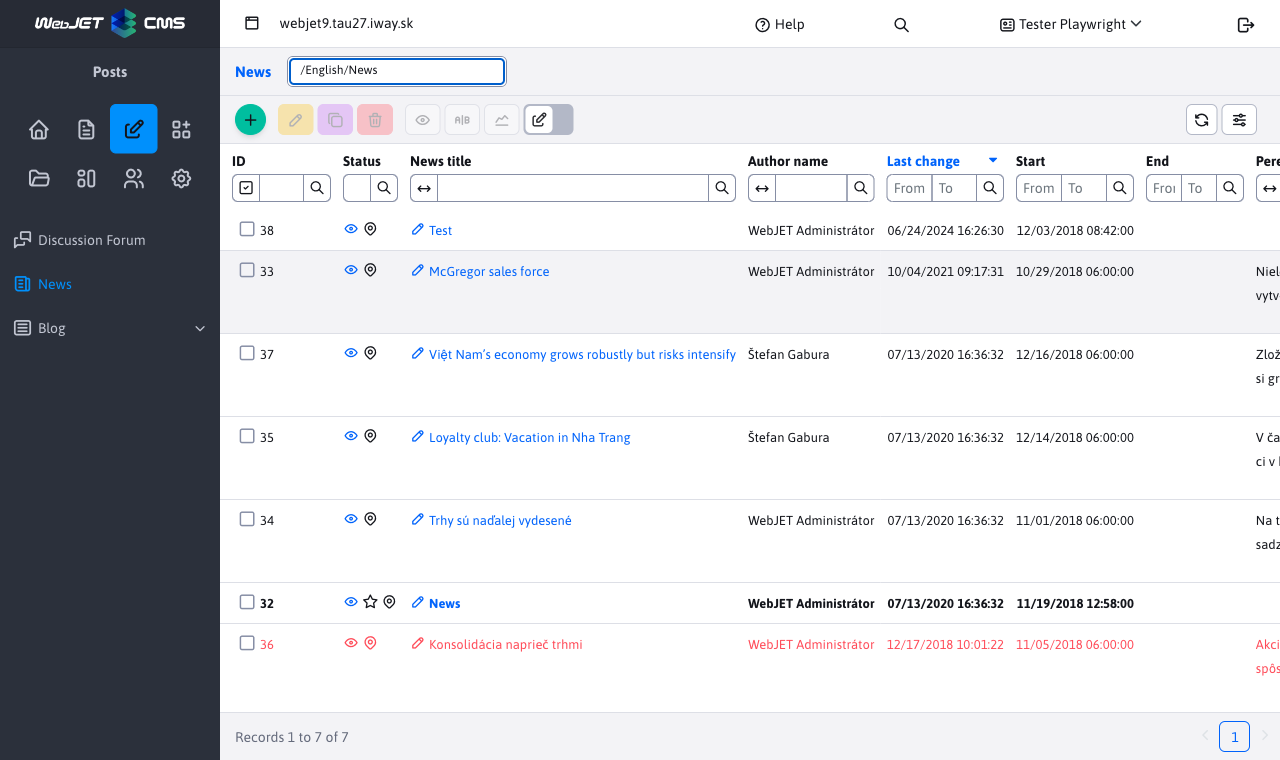 WebJET CMS
webjet9.tau27.iway.sk
Help
Tester Playwright
Posts
News
/English/News
A|B
Discussion Forum
News
Blog
ID Status News title Author name Last change Start End Pere
From To From To From To
38 Test WebJET Administrátor 06/24/2024 16:26:30 12/03/2018 08:42:00
33 McGregor sales force WebJET Administrátor 10/04/2021 09:17:31 10/29/2018 06:00:00 Niel
vytv
37 Việt Nam's economy grows robustly but risks intensify Štefan Gabura 07/13/2020 16:36:32 12/16/2018 06:00:00 Zlož
si gr
35 Loyalty club: Vacation in Nha Trang Štefan Gabura 07/13/2020 16:36:32 12/14/2018 06:00:00 V ča
ci v
34 Trhy sú naďalej vydesené WebJET Administrátor 07/13/2020 16:36:32 11/01/2018 06:00:00 Na t
sadz
32 News WebJET Administrátor 07/13/2020 16:36:32 11/19/2018 12:58:00
36 Konsolidácia naprieč trhmi WebJET Administrátor 12/17/2018 10:01:22 11/05/2018 06:00:00 Akci
spôs
Records 1 to 7 of 7
1